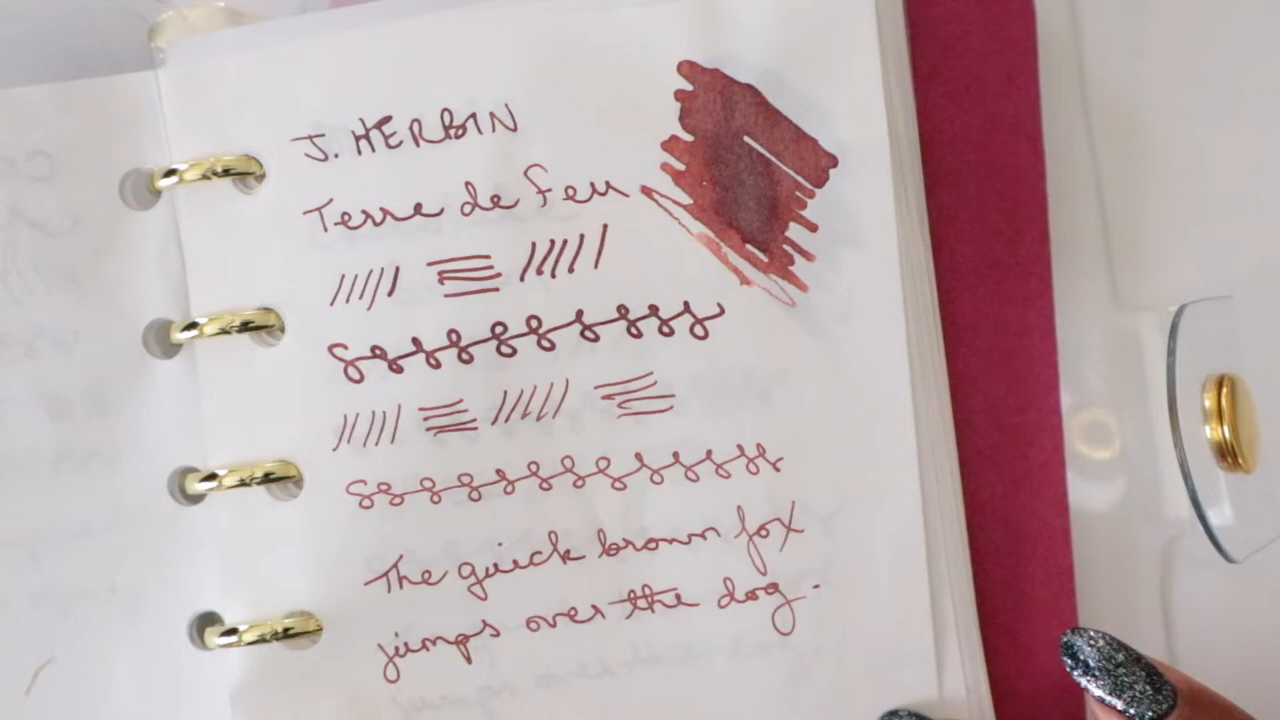 J. HERBIN
Terre de Feu
The quick brown fox
jumps over the dog.